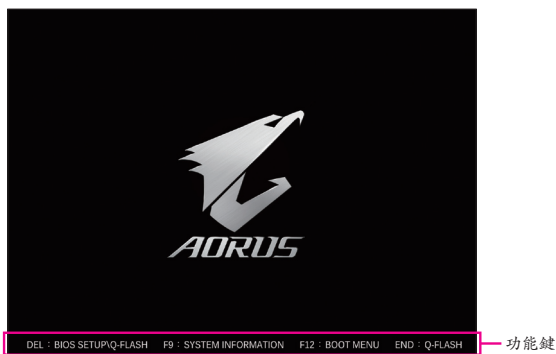 AORUS
DEL : BIOS SETUP\Q-FLASH F9 : SYSTEM INFORMATION F12 : BOOT MENU END : Q-FLASH
功能鍵